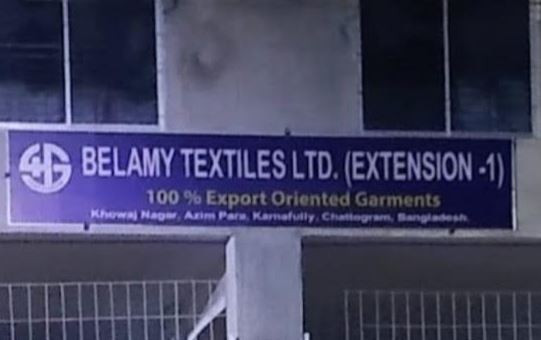 BELAMY TEXTILES LTD. (EXTENSION -1)
100 % Export Oriented Garments
Khowaj Nagar, Azim Para, Karnafully, Chattogram, Bangladesh.